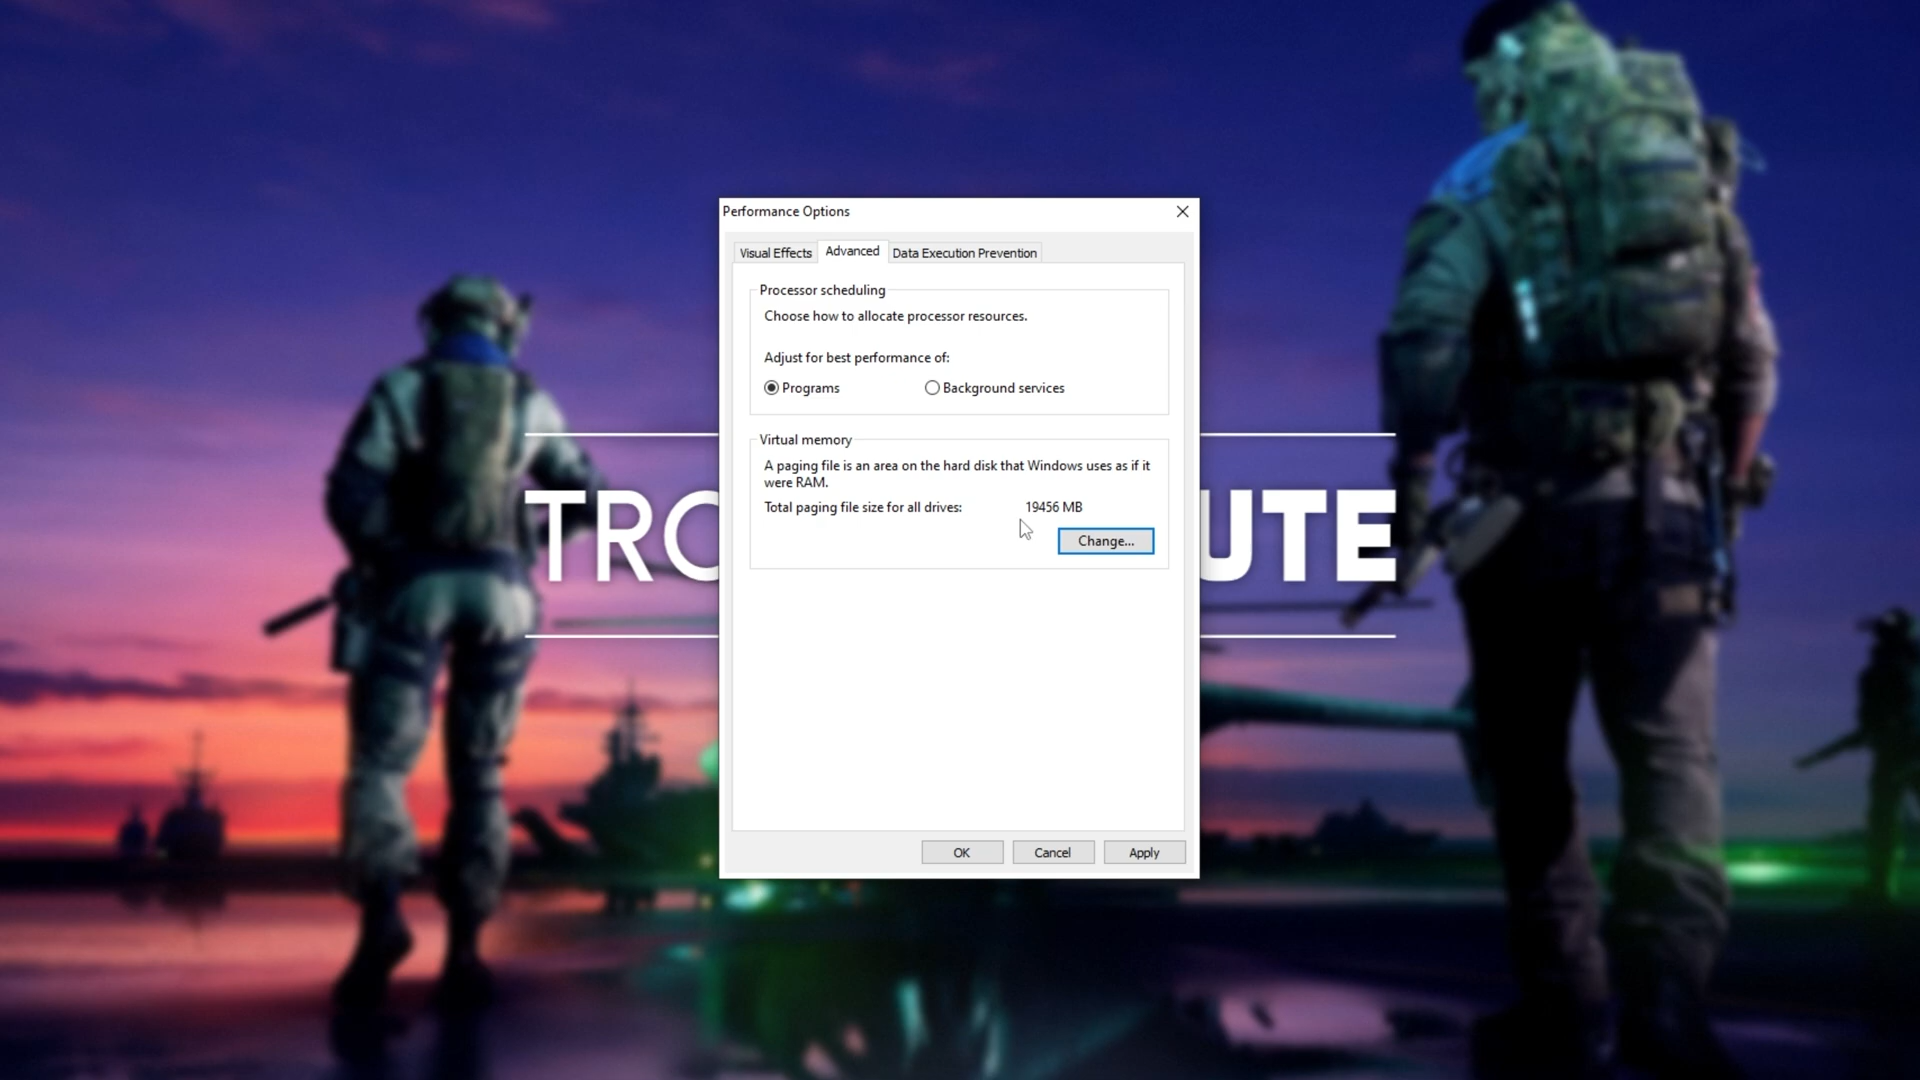 Performance Options
Visual Effects
Advanced
Data Execution Prevention
Processor scheduling
Choose how to allocate processor resources.
Adjust for best performance of:
Programs
Background services
Virtual memory
A paging file is an area on the hard disk that Windows uses as if it
were RAM.
Total paging file size for all drives: 19456 MB
Change...
TRO
UTE
OK
Cancel
Apply